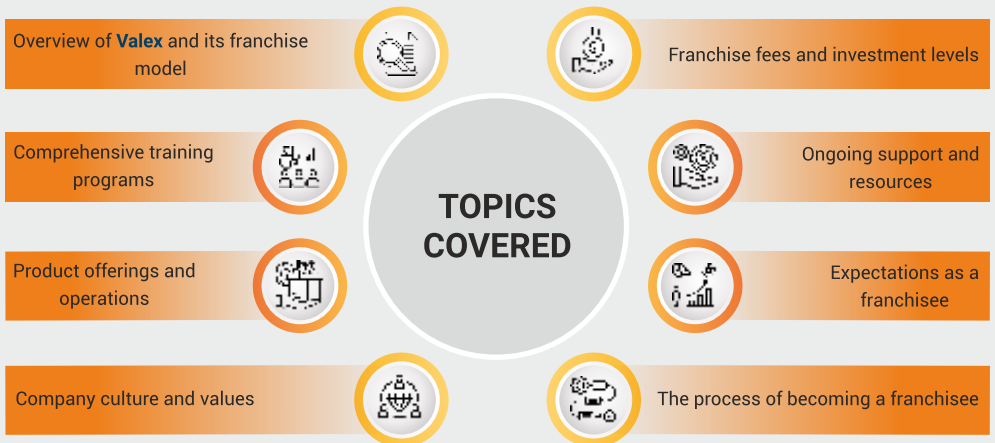 Overview of Valex and its franchise
model
Comprehensive training
programs
Product offerings and
operations
Company culture and values
TOPICS
COVERED
Franchise fees and investment levels
Ongoing support and
resources
Expectations as a
franchisee
The process of becoming a franchisee